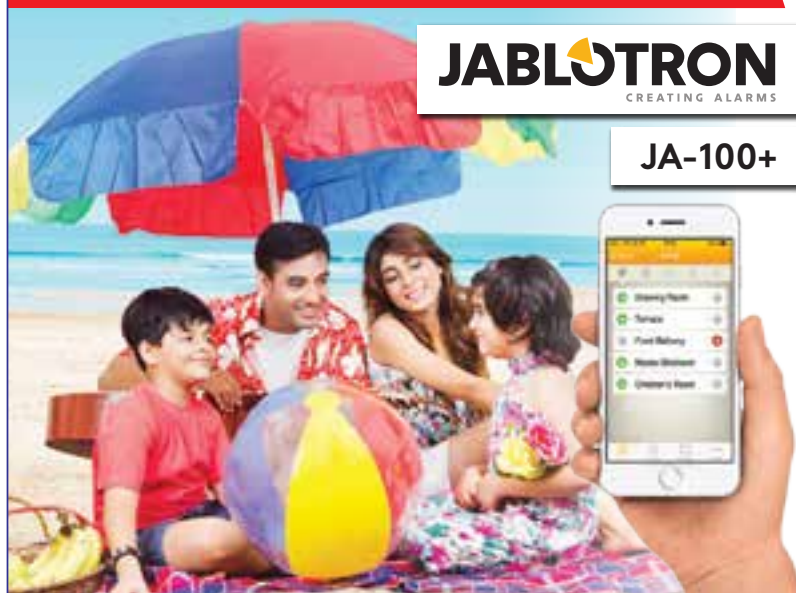 JABLOTRON
CREATING ALARMS
JA-100+
Drawing Room
Terrace
Front Balcony
Master Bedroom
Children's Room